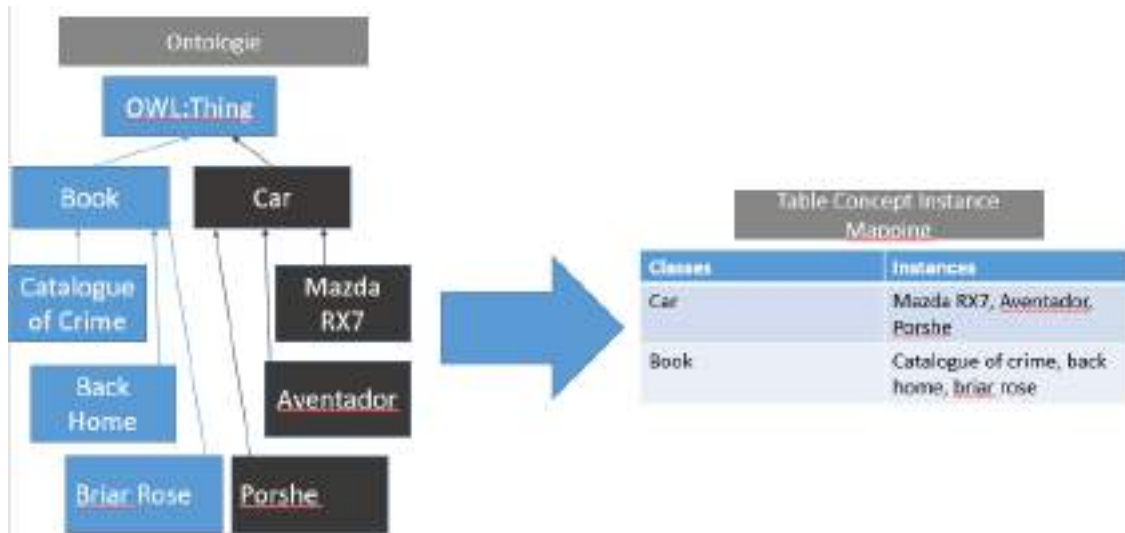 Ontologie
OWL:Thing
Book
Car
Catalogue
of Crime
Mazda
RX7
Back
Home
Aventador
Briar Rose
Porshe
Table Concept Instance
Mapping
Classes Instances
Car Mazda RX7, Aventador,
Porshe
Book Catalogue of crime, back
home, briar rose